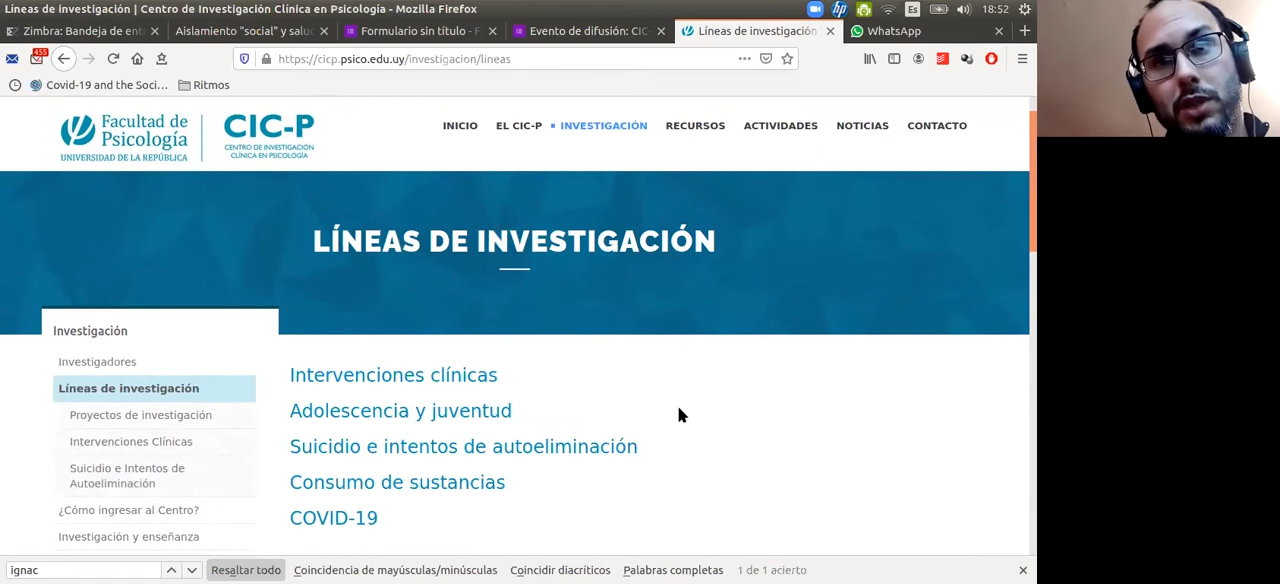 Líneas de investigación | Centro de Investigación Clínica en Psicología - Mozilla Firefox
Es
18:52
Zimbra: Bandeja de ent
Aislamiento "social" y salu
Formulario sin título - F
Evento de difusión: CIC-
Líneas de investigación
WhatsApp
455
https://cicp.psico.edu.uy/investigacion/lineas
Covid-19 and the Soci...
Ritmos
Facultad de
Psicología
UNIVERSIDAD DE LA REPÚBLICA
CIC-P
CENTRO DE INVESTIGACIÓN
CLÍNICA EN PSICOLOGÍA
INICIO
EL CIC-P
INVESTIGACIÓN
RECURSOS
ACTIVIDADES
NOTICIAS
CONTACTO
LÍNEAS DE INVESTIGACIÓN
Investigación
Investigadores
Líneas de investigación
Proyectos de investigación
Intervenciones Clínicas
Suicidio e Intentos de
Autoeliminación
¿Cómo ingresar al Centro?
Investigación y enseñanza
Intervenciones clínicas
Adolescencia y juventud
Suicidio e intentos de autoeliminación
Consumo de sustancias
COVID-19
ignac
Resaltar todo
Coincidencia de mayúsculas/minúsculas
Coincidir diacríticos
Palabras completas
1 de 1 acierto